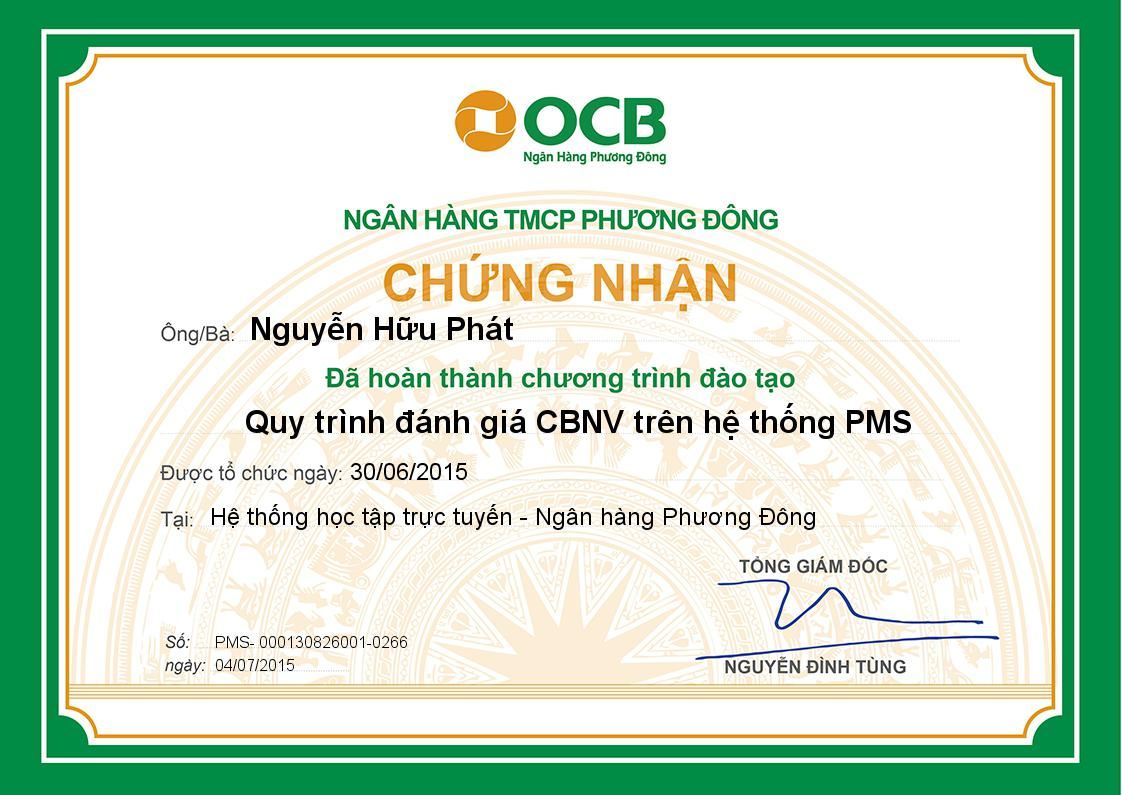 OCB
Ngân Hàng Phương Đông
NGÂN HÀNG TMCP PHƯƠNG ĐÔNG
CHỨNG NHẬN
Ông/Bà: Nguyễn Hữu Phát
Đã hoàn thành chương trình đào tạo
Quy trình đánh giá CBNV trên hệ thống PMS
Được tổ chức ngày: 30/06/2015
Tại: Hệ thống học tập trực tuyến - Ngân hàng Phương Đông
TỔNG GIÁM ĐỐC
Số: PMS- 000130826001-0266
ngày: 04/07/2015
NGUYỄN ĐÌNH TÙNG